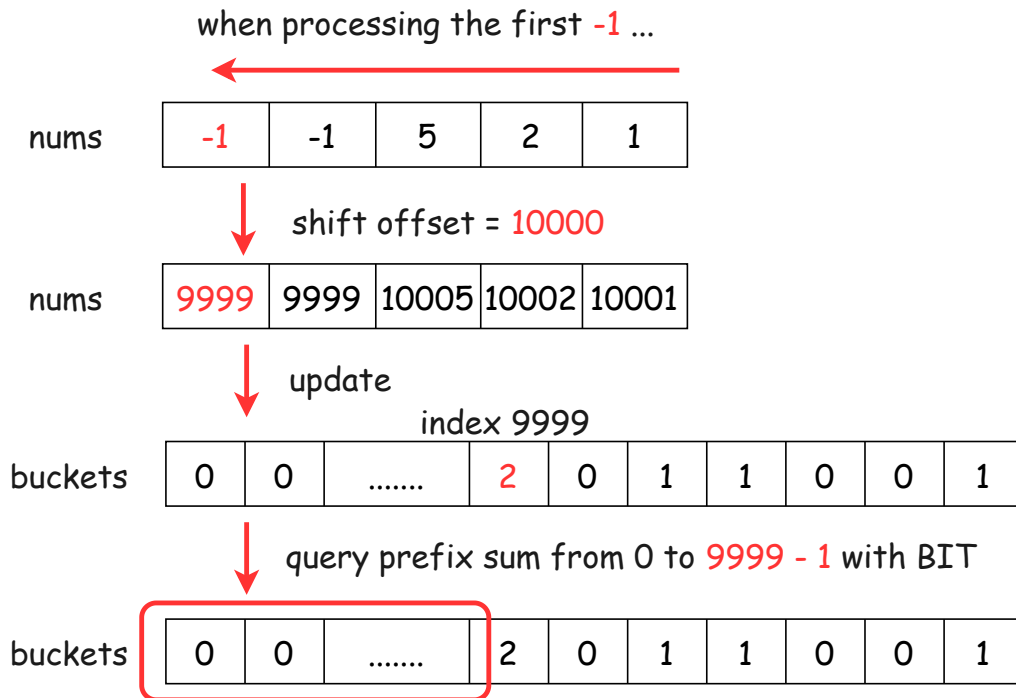 when processing the first -1 ...
nums -1 -1 5 2 1
shift offset = 10000
nums 9999 9999 10005 10002 10001
update
index 9999
buckets 0 0 ....... 2 0 1 1 0 0 1
query prefix sum from 0 to 9999 - 1 with BIT
buckets 0 0 ....... 2 0 1 1 0 0 1